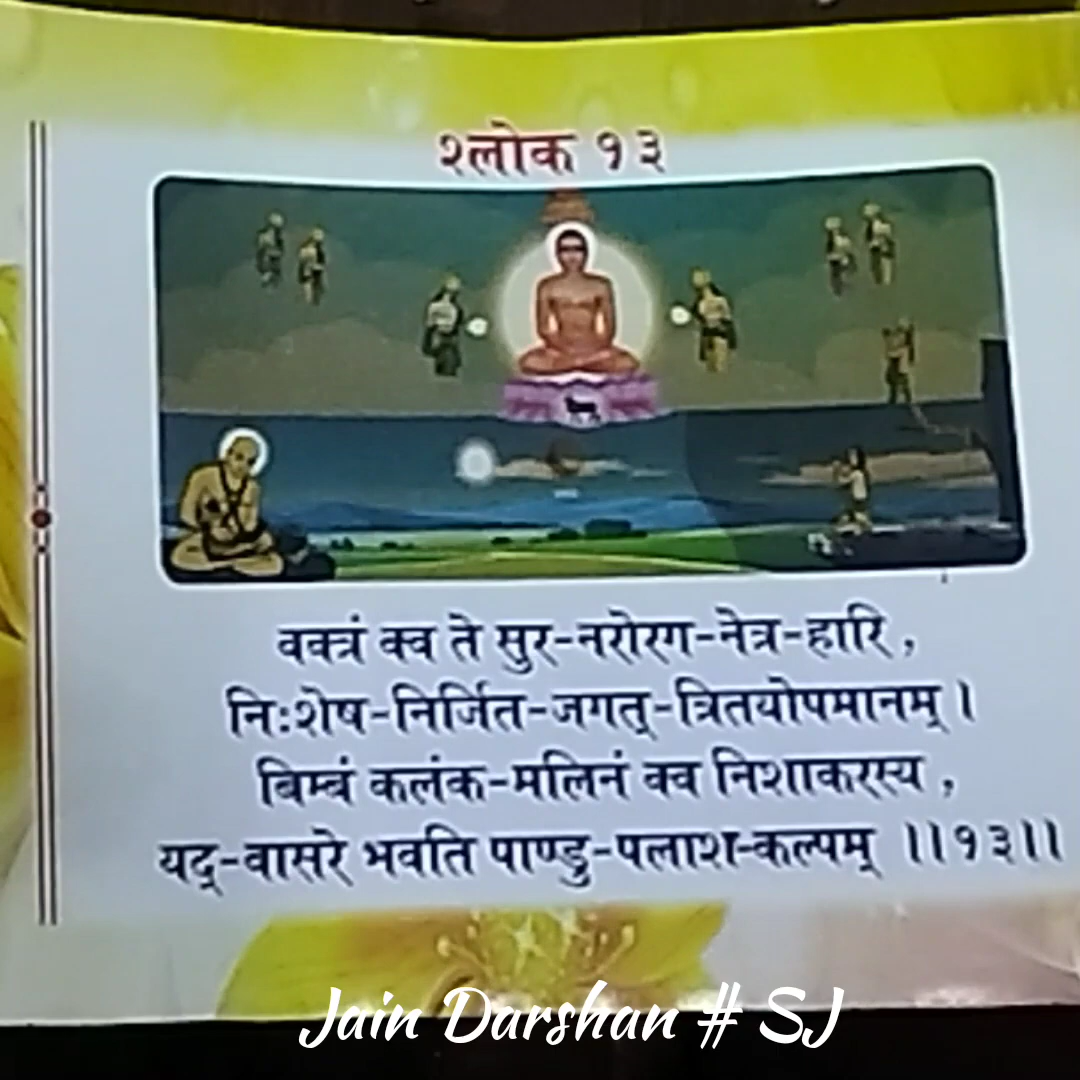 श्लोक १३
वक्त्रं क्व ते सुर-नरोरग-नेत्र-हारि ,
निःशेष-निर्जित-जगत्-त्रितयोपमानम् ।
बिम्बं कलंक-मलिनं क्व निशाकरस्य ,
यद्-वासरे भवति पाण्डु-पलाश-कल्पम् ।।१३।।
Jain Darshan # SJ